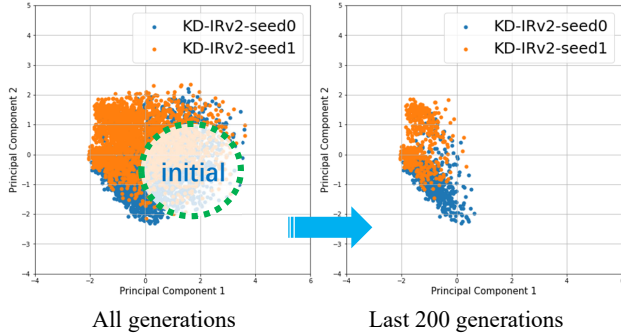 KD-IRv2-seed0
KD-IRv2-seed1
5
4
3
2
1
0
−1
−2
−3
−4
Principal Component 2
initial
−4
−2
0
2
4
6
Principal Component 1
All generations
KD-IRv2-seed0
KD-IRv2-seed1
5
4
3
2
1
0
−1
−2
−3
−4
Principal Component 2
−4
−2
0
2
4
6
Principal Component 1
Last 200 generations